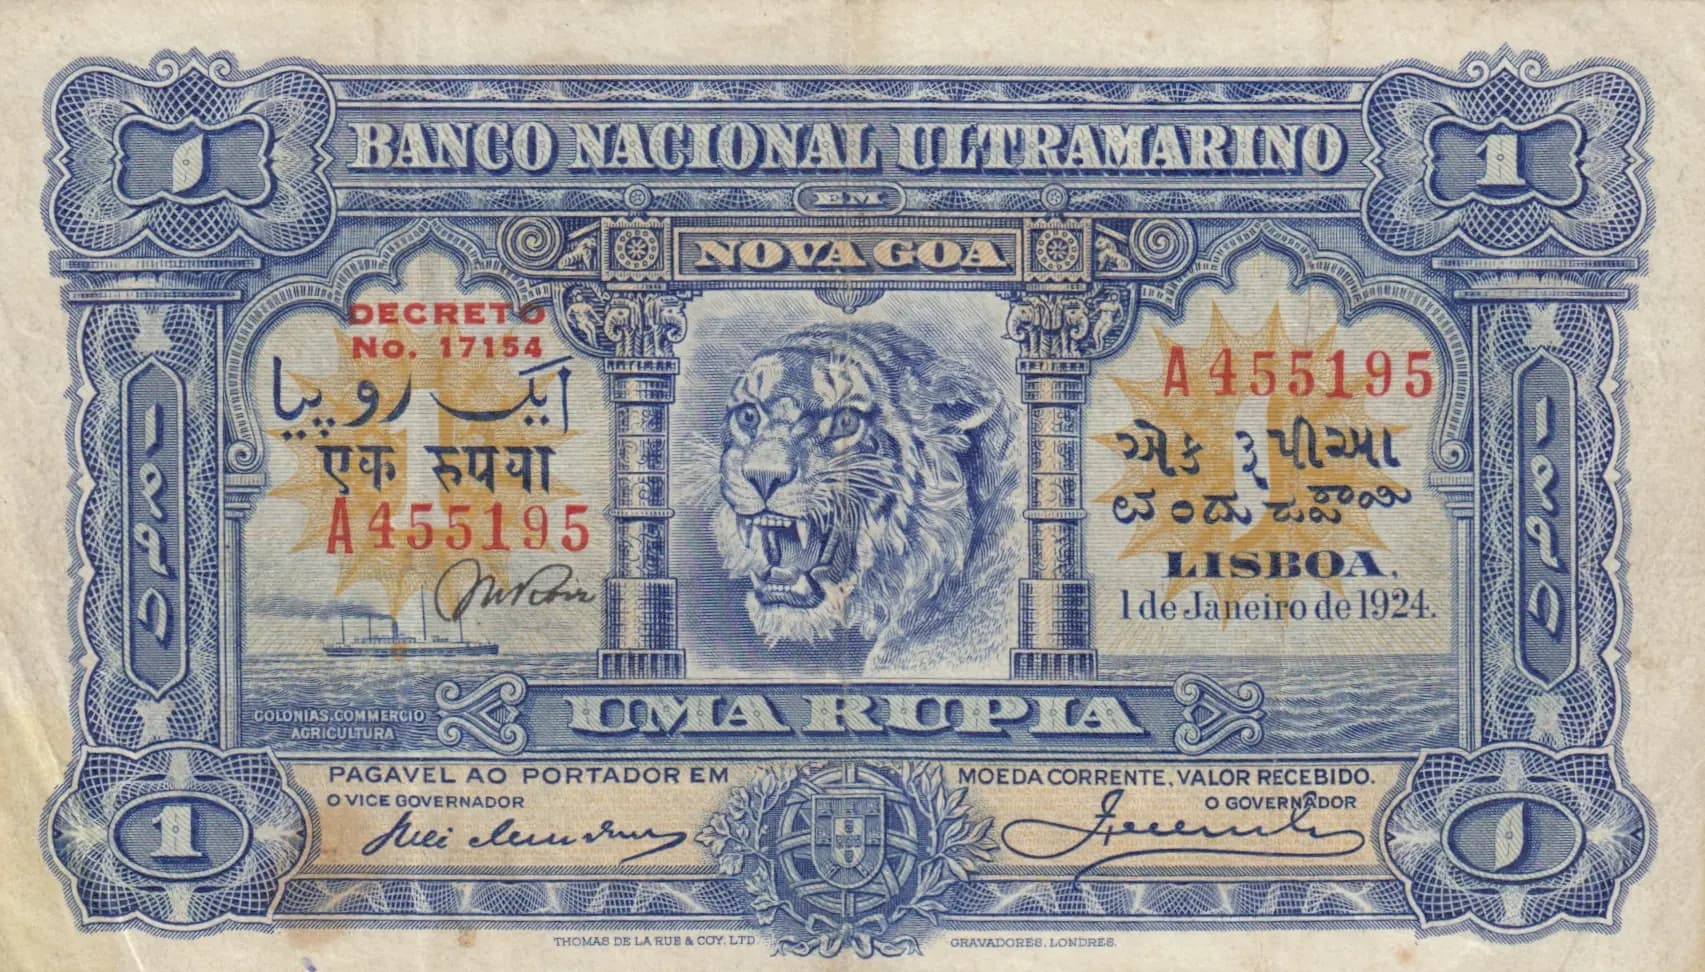 BANCO NACIONAL ULTRAMARINO
EM
NOVA GOA
1
DECRETO
No. 17154
ایک روپیا
एक रुपया
A455195
A455195
એક રૂપીઆ
LISBOA,
1 de Janeiro de 1924.
COLONIAS, COMMERCIO
AGRICULTURA
UMA RUPIA
PAGAVEL AO PORTADOR EM
MOEDA CORRENTE, VALOR RECEBIDO.
O VICE GOVERNADOR
O GOVERNADOR
1
THOMAS DE LA RUE & COY. LTD.
GRAVADORES, LONDRES.